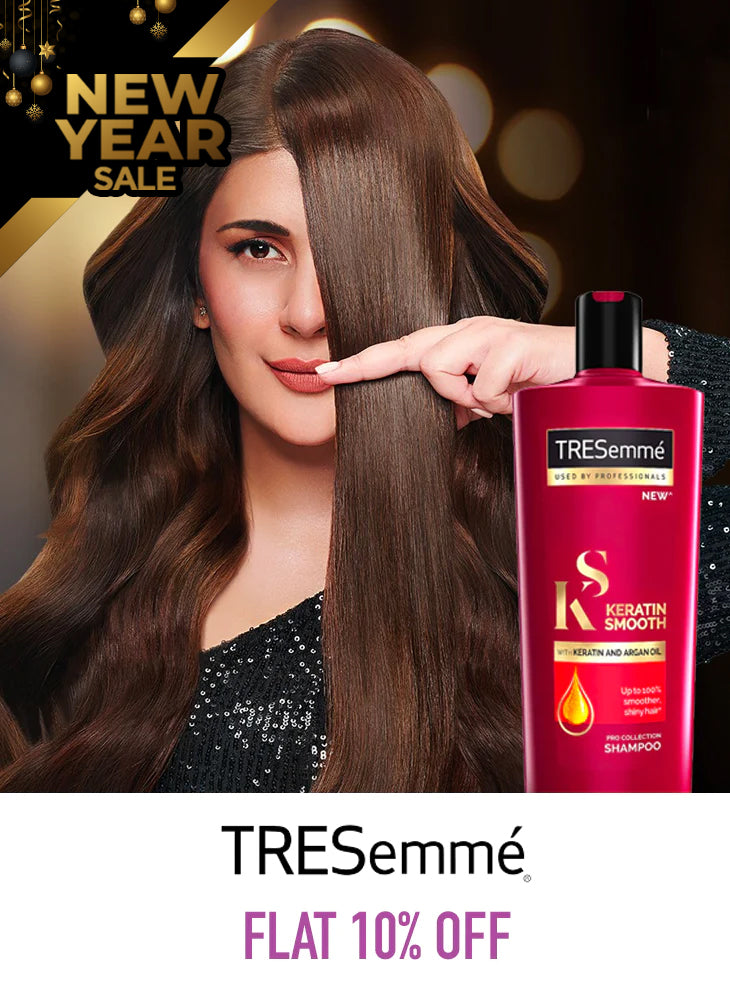 NEW
YEAR
SALE
TRESemmé
USED BY PROFESSIONALS
NEW^
KS
KERATIN
SMOOTH
WITH KERATIN AND ARGAN OIL
Up to 100%
smoother,
shiny hair*
PRO COLLECTION
SHAMPOO
TRESemmé®
FLAT 10% OFF